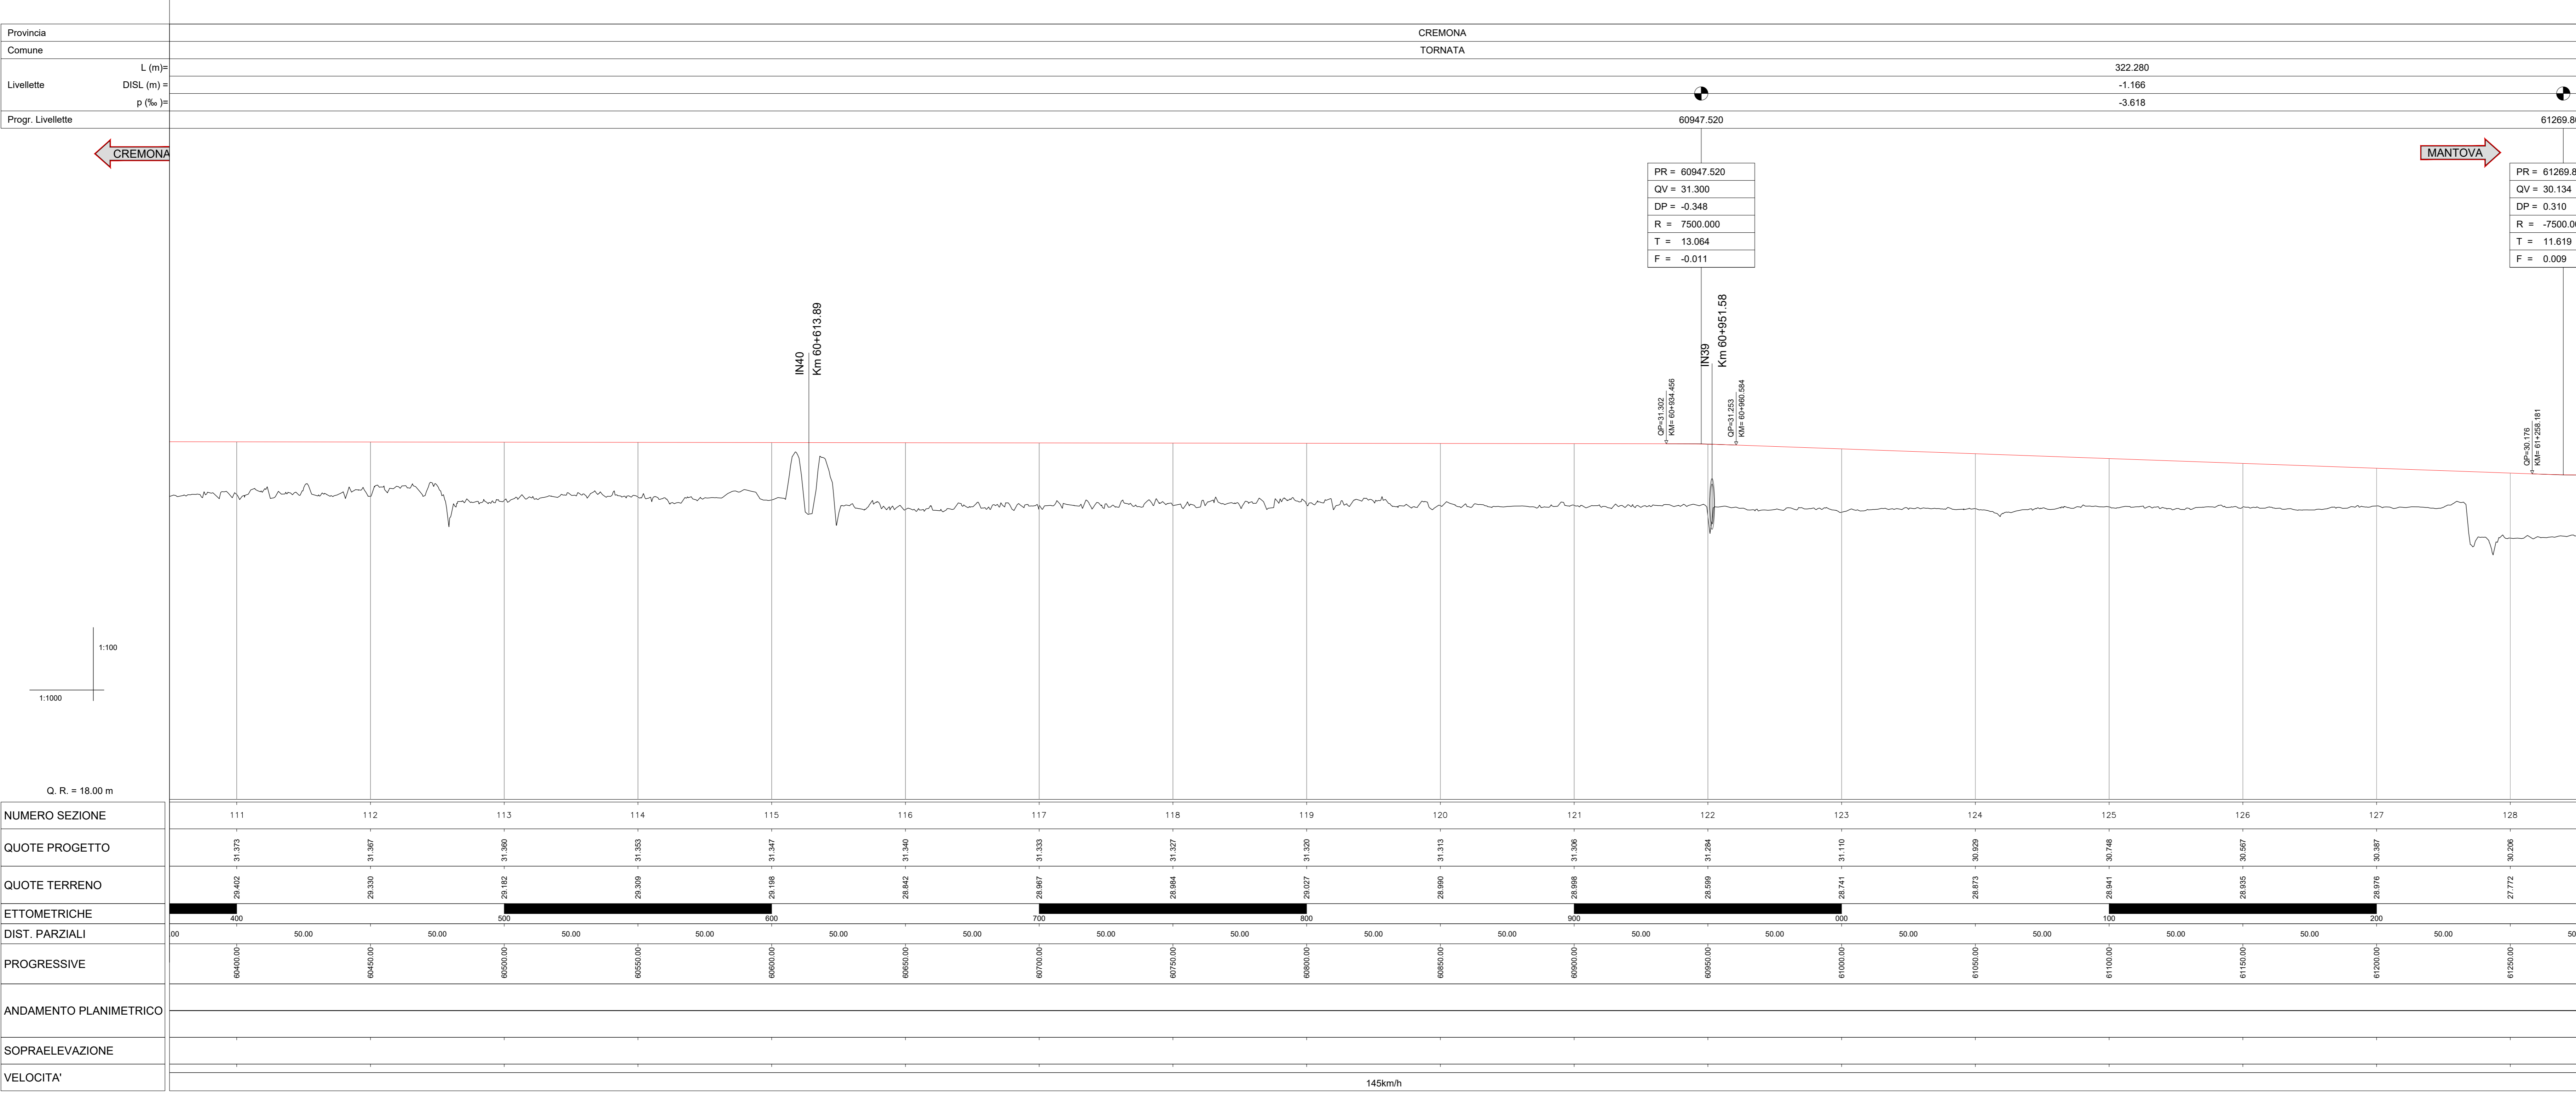 Provincia CREMONA
Comune TORNATA
L (m)= 322.280
Livellette DISL (m) = -1.166
p (‰ )= -3.618
Progr. Livellette 60947.520 61269.80
CREMONA
MANTOVA
PR = 60947.520
QV = 31.300
DP = -0.348
R = 7500.000
T = 13.064
F = -0.011
PR = 61269.8
QV = 30.134
DP = 0.310
R = -7500.00
T = 11.619
F = 0.009
IN40
Km 60+613.89
IN39
Km 60+951.58
QP=31.302
KM= 60+934.456
QP=31.253
KM= 60+960.584
QP=30.176
KM= 61+258.181
1:100
1:1000
Q. R. = 18.00 m
NUMERO SEZIONE 111 112 113 114 115 116 117 118 119 120 121 122 123 124 125 126 127 128
QUOTE PROGETTO 31.373 31.367 31.360 31.353 31.347 31.340 31.333 31.327 31.320 31.313 31.306 31.284 31.110 30.929 30.748 30.567 30.387 30.206
QUOTE TERRENO 29.402 29.330 29.182 29.309 29.198 28.842 28.967 28.984 29.027 28.990 28.998 28.599 28.741 28.873 28.941 28.935 28.976 27.772
ETTOMETRICHE 400 500 600 700 800 900 000 100 200
DIST. PARZIALI .00 50.00 50.00 50.00 50.00 50.00 50.00 50.00 50.00 50.00 50.00 50.00 50.00 50.00 50.00 50.00 50.00 50.00 50
PROGRESSIVE 60400.00 60450.00 60500.00 60550.00 60600.00 60650.00 60700.00 60750.00 60800.00 60850.00 60900.00 60950.00 61000.00 61050.00 61100.00 61150.00 61200.00 61250.00
ANDAMENTO PLANIMETRICO
SOPRAELEVAZIONE
VELOCITA' 145km/h